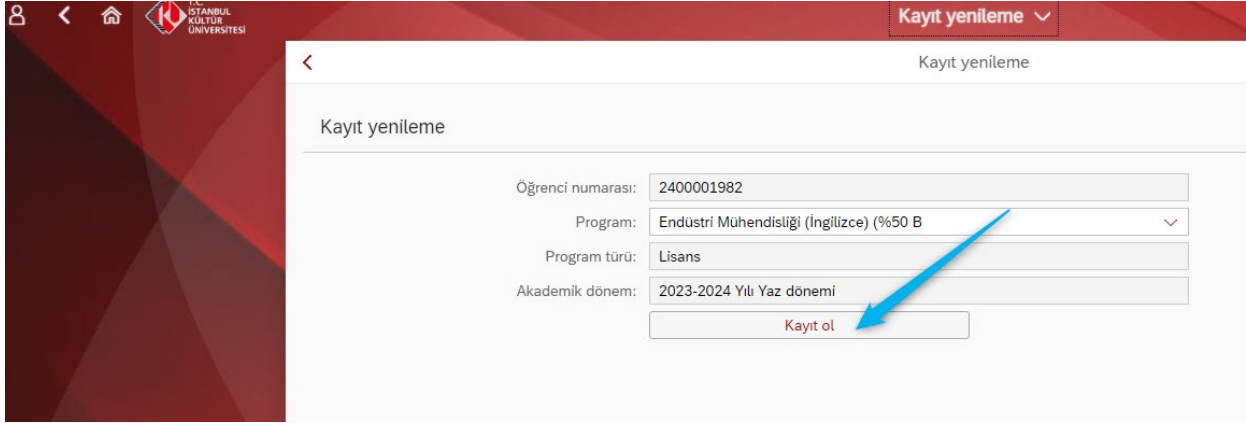 T.C.
İSTANBUL
KÜLTÜR
ÜNİVERSİTESİ
Kayıt yenileme
Kayıt yenileme
Kayıt yenileme
Öğrenci numarası: 2400001982
Program: Endüstri Mühendisliği (İngilizce) (%50 B
Program türü: Lisans
Akademik dönem: 2023-2024 Yılı Yaz dönemi
Kayıt ol